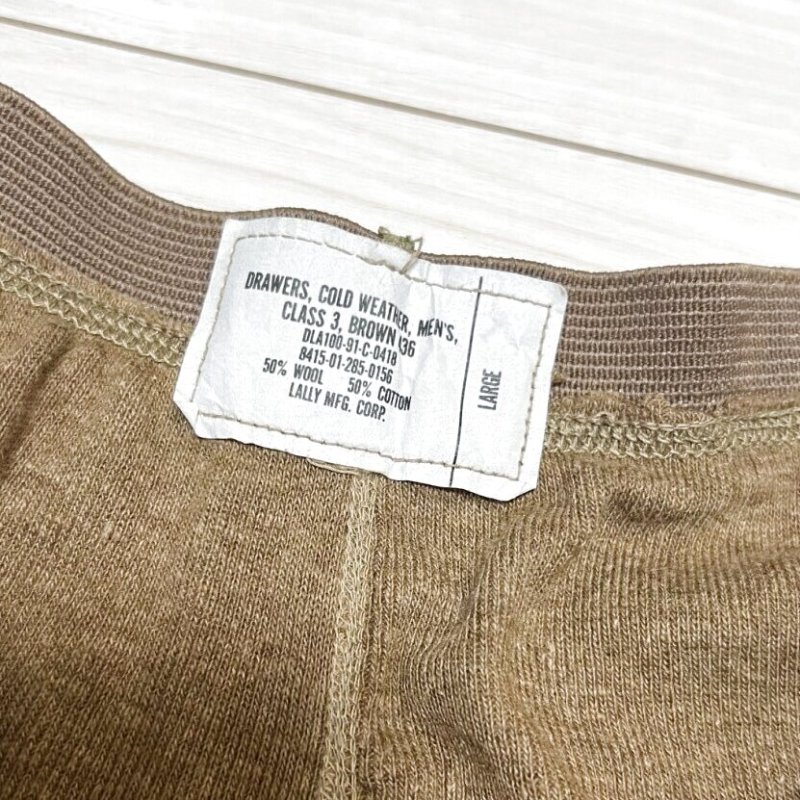 DRAWERS, COLD WEATHER, MEN'S,
CLASS 3, BROWN 436
DLA100-91-C-0418
8415-01-285-0156
50% WOOL 50% COTTON
LALLY MFG. CORP.
LARGE